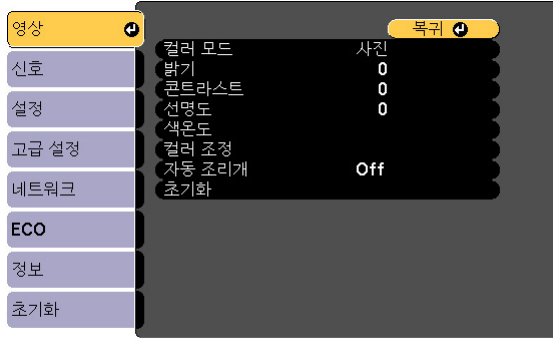 영상
신호
설정
고급 설정
네트워크
ECO
정보
초기화
복귀
컬러 모드 사진
밝기 0
콘트라스트 0
선명도 0
색온도
컬러 조정
자동 조리개 Off
초기화